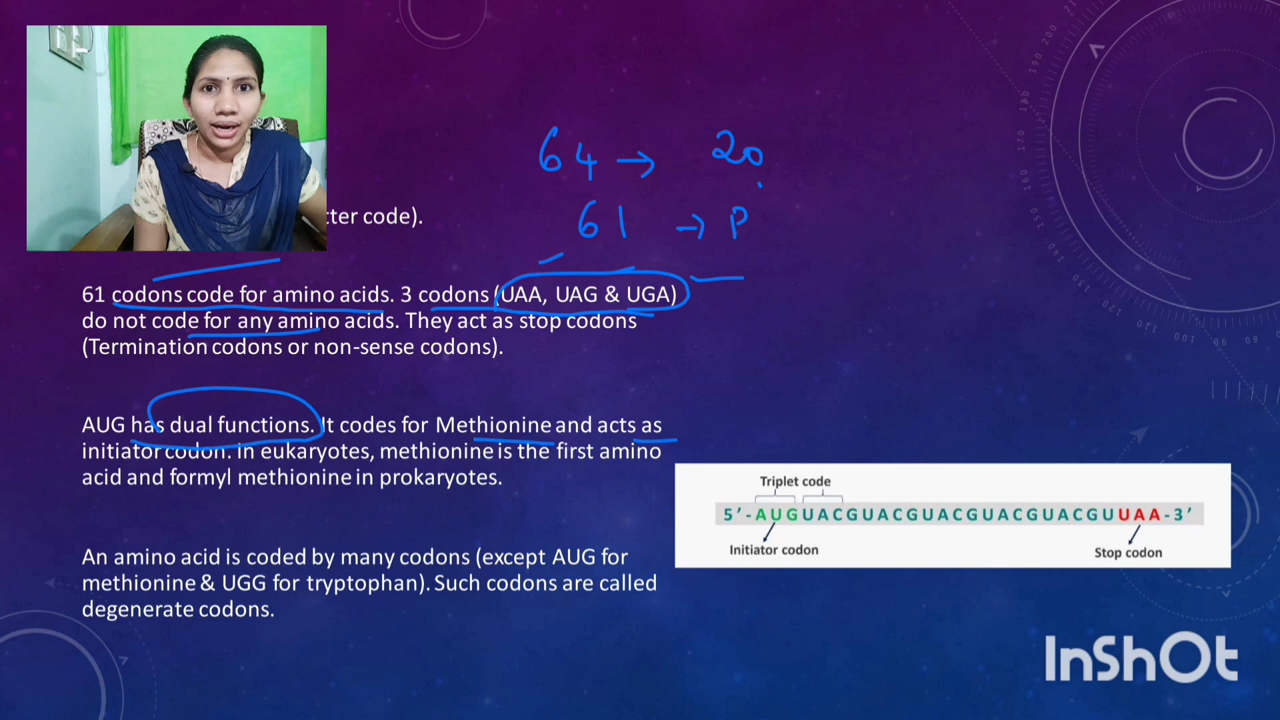 64 → 20
61 → P
tter code).
61 codons code for amino acids. 3 codons (UAA, UAG & UGA)
do not code for any amino acids. They act as stop codons
(Termination codons or non-sense codons).
AUG has dual functions. It codes for Methionine and acts as
initiator codon. In eukaryotes, methionine is the first amino
acid and formyl methionine in prokaryotes.
An amino acid is coded by many codons (except AUG for
methionine & UGG for tryptophan). Such codons are called
degenerate codons.
Triplet code
5’-AUGUACGUACGUACGUACGUACGUUAA-3’
Initiator codon
Stop codon
InShOt